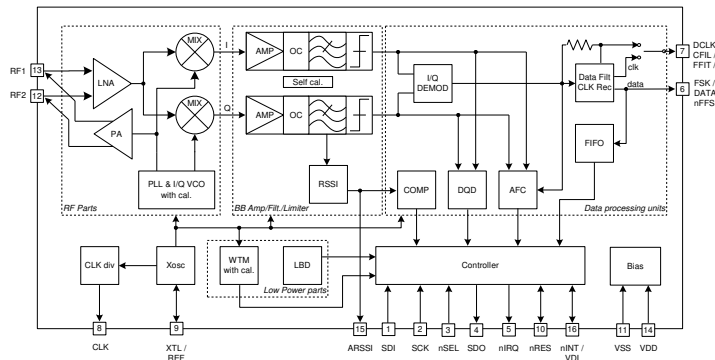 MIX
I
AMP
OC
Self cal.
LNA
RF1
13
RF2
12
PA
MIX
Q
AMP
OC
PLL & I/Q VCO
with cal.
RF Parts
RSSI
BB Amp/Filt./Limiter
I/Q
DEMOD
clk
Data Filt
CLK Rec
data
7
DCLK
CFIL /
FFIT /
6
FSK /
DATA
nFFS
FIFO
COMP
DQD
AFC
Data processing units
CLK div
Xosc
WTM
with cal.
LBD
Low Power parts
Controller
Bias
8
9
15
1
2
3
4
5
10
16
11
14
CLK
XTL /
REF
ARSSI
SDI
SCK
nSEL
SDO
nIRQ
nRES
nINT /
VDI
VSS
VDD